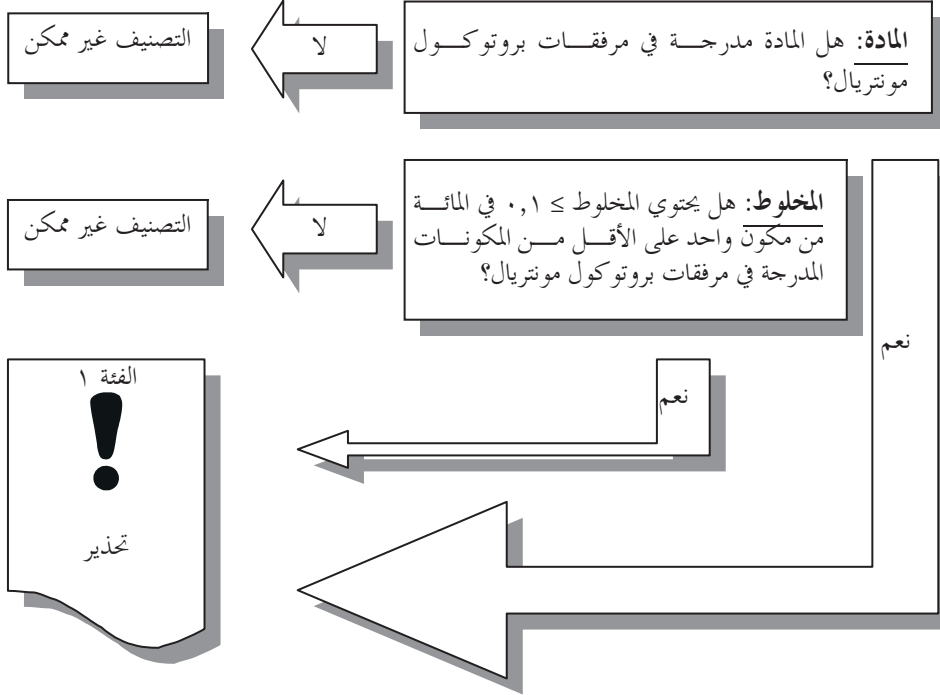 المادة: هل المادة مدرجة في مرفقات بروتوكول
مونتريال؟
لا
التصنيف غير ممكن
المخلوط: هل يحتوي المخلوط ≥ ٠,١ في المائة
من مكون واحد على الأقل من المكونات
المدرجة في مرفقات بروتوكول مونتريال؟
لا
التصنيف غير ممكن
نعم
نعم
الفئة ١
!
تحذير